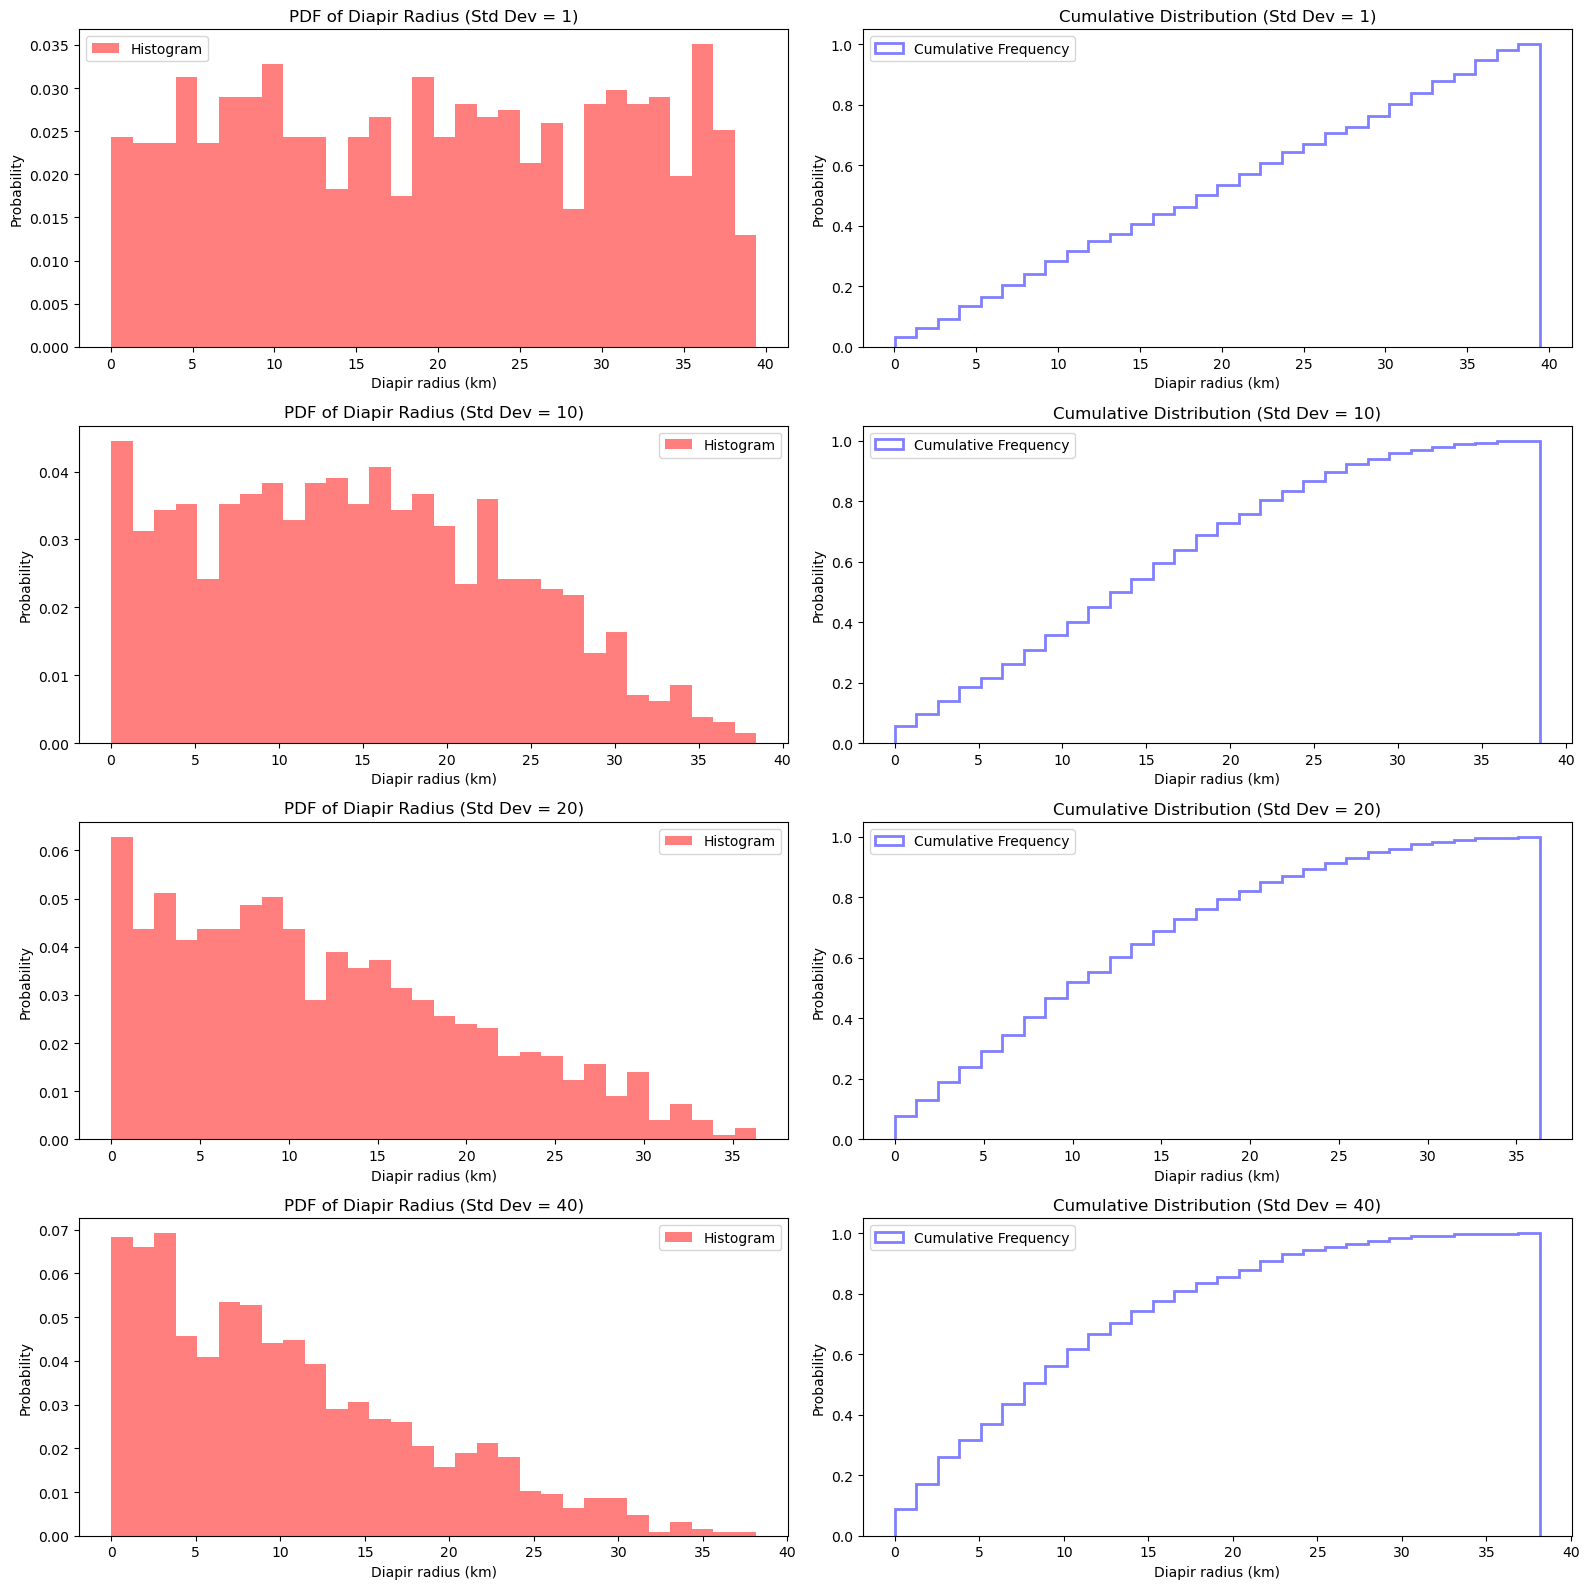 PDF of Diapir Radius (Std Dev = 1)
Histogram
Probability
0.035
0.030
0.025
0.020
0.015
0.010
0.005
0.000
0 5 10 15 20 25 30 35 40
Diapir radius (km)
Cumulative Distribution (Std Dev = 1)
Cumulative Frequency
Probability
1.0
0.8
0.6
0.4
0.2
0.0
0 5 10 15 20 25 30 35 40
Diapir radius (km)
PDF of Diapir Radius (Std Dev = 10)
Histogram
Probability
0.04
0.03
0.02
0.01
0.00
0 5 10 15 20 25 30 35 40
Diapir radius (km)
Cumulative Distribution (Std Dev = 10)
Cumulative Frequency
Probability
1.0
0.8
0.6
0.4
0.2
0.0
0 5 10 15 20 25 30 35 40
Diapir radius (km)
PDF of Diapir Radius (Std Dev = 20)
Histogram
Probability
0.06
0.05
0.04
0.03
0.02
0.01
0.00
0 5 10 15 20 25 30 35
Diapir radius (km)
Cumulative Distribution (Std Dev = 20)
Cumulative Frequency
Probability
1.0
0.8
0.6
0.4
0.2
0.0
0 5 10 15 20 25 30 35
Diapir radius (km)
PDF of Diapir Radius (Std Dev = 40)
Histogram
Probability
0.07
0.06
0.05
0.04
0.03
0.02
0.01
0.00
0 5 10 15 20 25 30 35 40
Diapir radius (km)
Cumulative Distribution (Std Dev = 40)
Cumulative Frequency
Probability
1.0
0.8
0.6
0.4
0.2
0.0
0 5 10 15 20 25 30 35 40
Diapir radius (km)